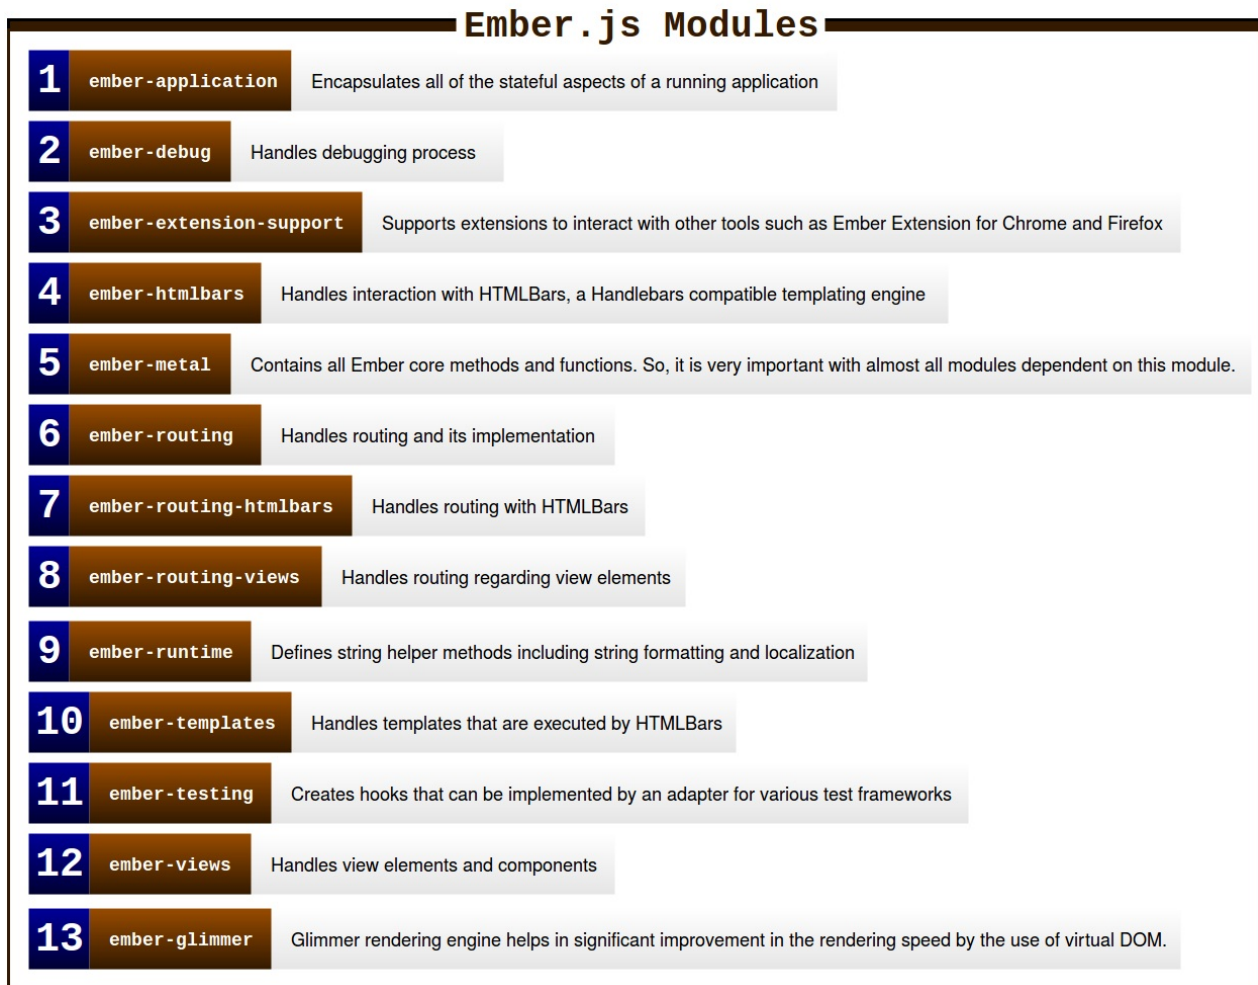 Ember.js Modules
1 ember-application Encapsulates all of the stateful aspects of a running application
2 ember-debug Handles debugging process
3 ember-extension-support Supports extensions to interact with other tools such as Ember Extension for Chrome and Firefox
4 ember-htmlbars Handles interaction with HTMLBars, a Handlebars compatible templating engine
5 ember-metal Contains all Ember core methods and functions. So, it is very important with almost all modules dependent on this module.
6 ember-routing Handles routing and its implementation
7 ember-routing-htmlbars Handles routing with HTMLBars
8 ember-routing-views Handles routing regarding view elements
9 ember-runtime Defines string helper methods including string formatting and localization
10 ember-templates Handles templates that are executed by HTMLBars
11 ember-testing Creates hooks that can be implemented by an adapter for various test frameworks
12 ember-views Handles view elements and components
13 ember-glimmer Glimmer rendering engine helps in significant improvement in the rendering speed by the use of virtual DOM.